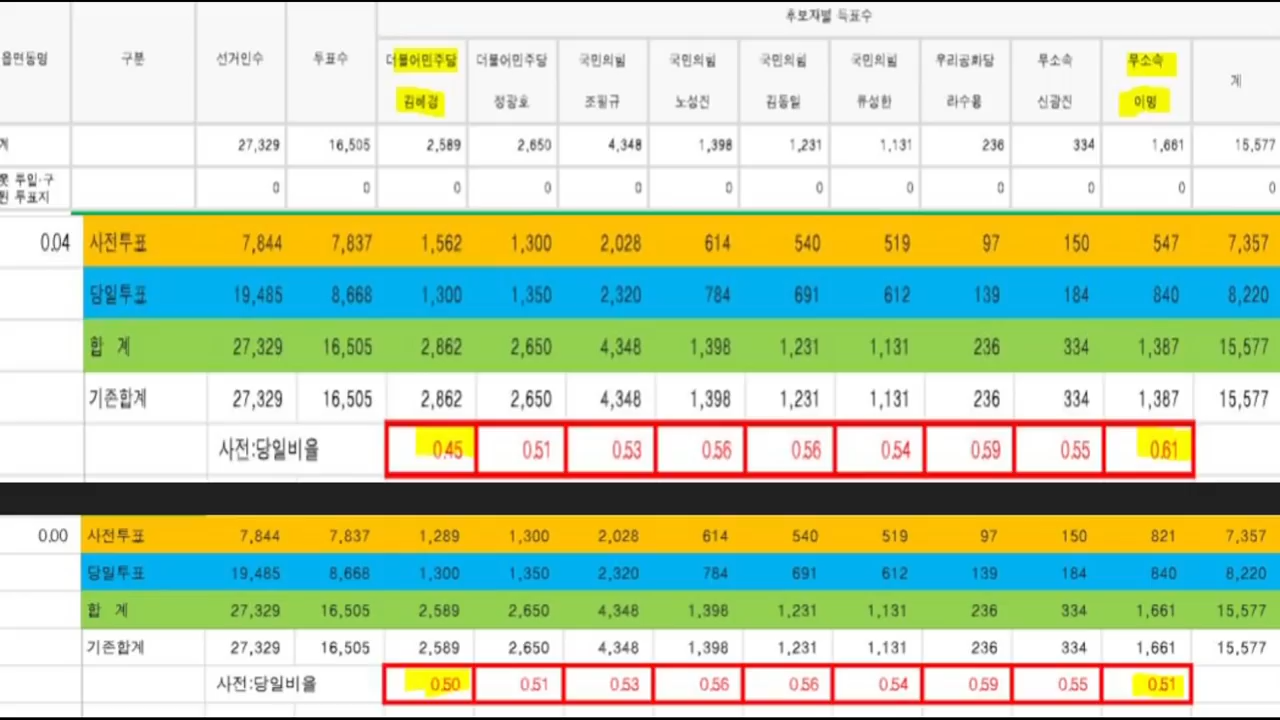 추보자별 득표수
읍면동명 구분 선거인수 투표수 더불어민주당 더불어민주당 국민의힘 국민의힘 국민의힘 국민의힘 우리공화당 무소속 무소속 계
김혜경 정광호 조필규 노성진 김동일 류성한 라수용 신광진 이명
계 27,329 16,505 2,589 2,650 4,348 1,398 1,231 1,131 236 334 1,661 15,577
투입·구 0 0 0 0 0 0 0 0 0 0 0 0
된 투표지
0.04 사전투표 7,844 7,837 1,562 1,300 2,028 614 540 519 97 150 547 7,357
당일투표 19,485 8,668 1,300 1,350 2,320 784 691 612 139 184 840 8,220
합 계 27,329 16,505 2,862 2,650 4,348 1,398 1,231 1,131 236 334 1,387 15,577
기존합계 27,329 16,505 2,862 2,650 4,348 1,398 1,231 1,131 236 334 1,387 15,577
사전:당일비율 0.45 0.51 0.53 0.56 0.56 0.54 0.59 0.55 0.61
0.00 사전투표 7,844 7,837 1,289 1,300 2,028 614 540 519 97 150 821 7,357
당일투표 19,485 8,668 1,300 1,350 2,320 784 691 612 139 184 840 8,220
합 계 27,329 16,505 2,589 2,650 4,348 1,398 1,231 1,131 236 334 1,661 15,577
기존합계 27,329 16,505 2,589 2,650 4,348 1,398 1,231 1,131 236 334 1,661 15,577
사전:당일비율 0.50 0.51 0.53 0.56 0.56 0.54 0.59 0.55 0.51